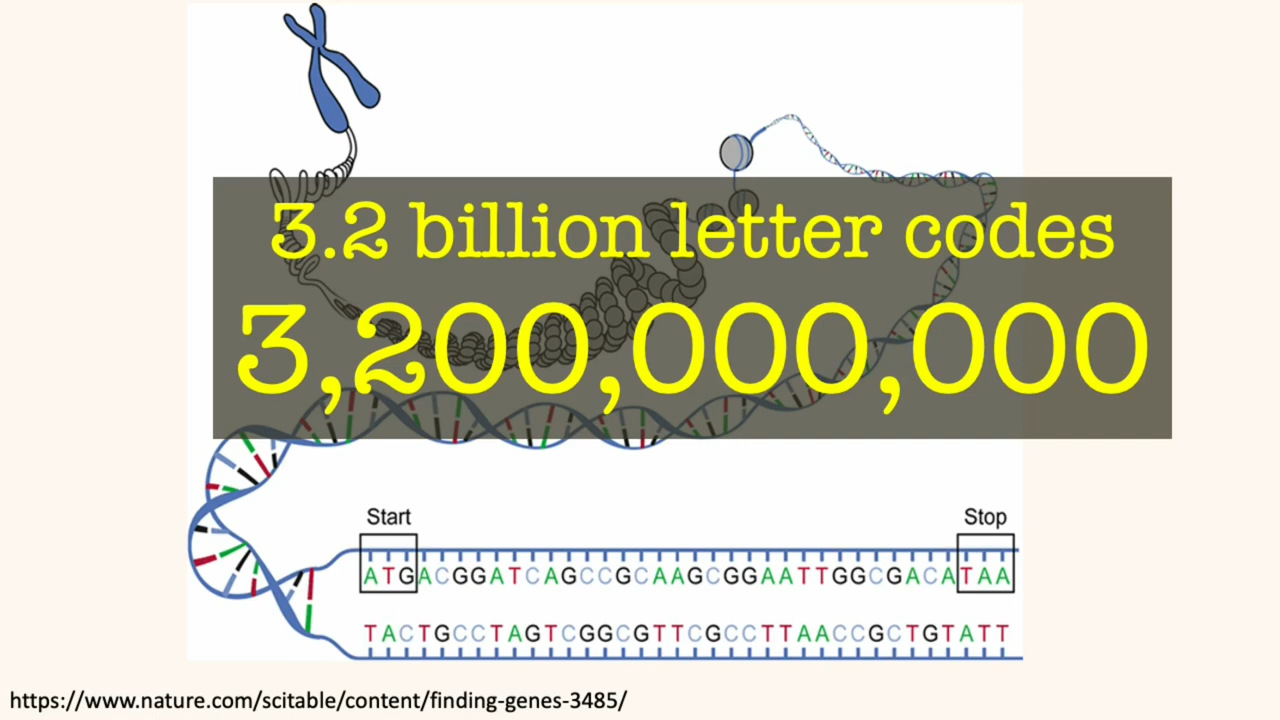 3.2 billion letter codes
3,200,000,000
Start Stop
ATGACGGATCAGCCGCAAGCGGAATTGGCGACATAA
TACTGCCTAGTCGGCGTTCGCCTTAACCGCTGTATT
https://www.nature.com/scitable/content/finding-genes-3485/